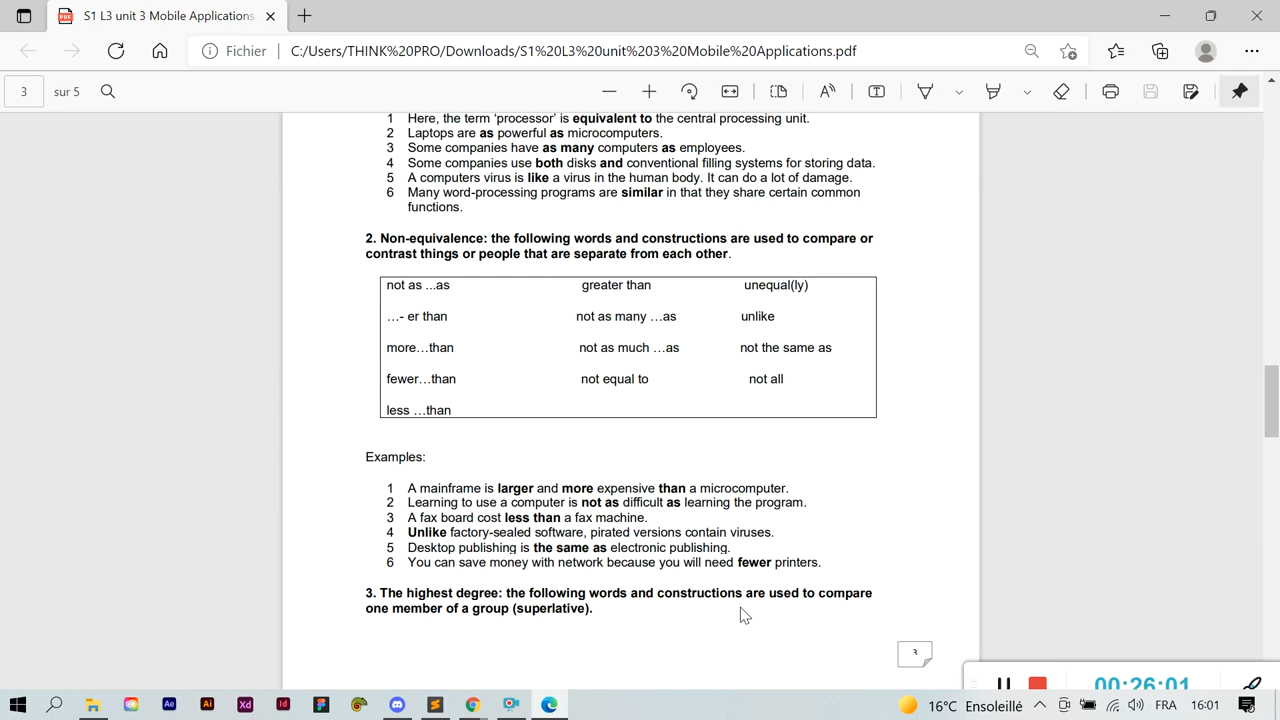 S1 L3 unit 3 Mobile Applications.
Fichier C:/Users/THINK%20PRO/Downloads/S1%20L3%20unit%203%20Mobile%20Applications.pdf
3 sur 5
1 Here, the term ‘processor’ is equivalent to the central processing unit.
2 Laptops are as powerful as microcomputers.
3 Some companies have as many computers as employees.
4 Some companies use both disks and conventional filling systems for storing data.
5 A computers virus is like a virus in the human body. It can do a lot of damage.
6 Many word-processing programs are similar in that they share certain common
functions.
2. Non-equivalence: the following words and constructions are used to compare or
contrast things or people that are separate from each other.
not as ...as greater than unequal(ly)
…- er than not as many …as unlike
more…than not as much …as not the same as
fewer…than not equal to not all
less …than
Examples:
1 A mainframe is larger and more expensive than a microcomputer.
2 Learning to use a computer is not as difficult as learning the program.
3 A fax board cost less than a fax machine.
4 Unlike factory-sealed software, pirated versions contain viruses.
5 Desktop publishing is the same as electronic publishing.
6 You can save money with network because you will need fewer printers.
3. The highest degree: the following words and constructions are used to compare
one member of a group (superlative).
3
00:26:01
16°C Ensoleillé FRA 16:01